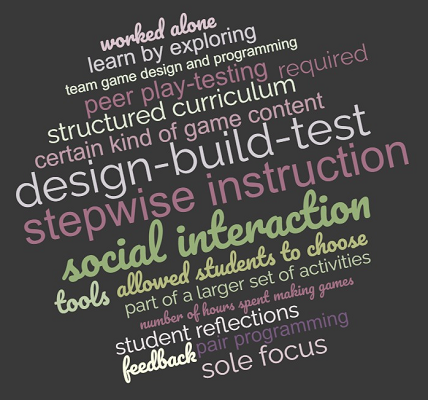 worked alone
learn by exploring
team game design and programming
peer play-testing required
structured curriculum
certain kind of game content
design-build-test
stepwise instruction
social interaction
tools allowed students to choose
part of a larger set of activities
number of hours spent making games
student reflections
feedback pair programming
sole focus